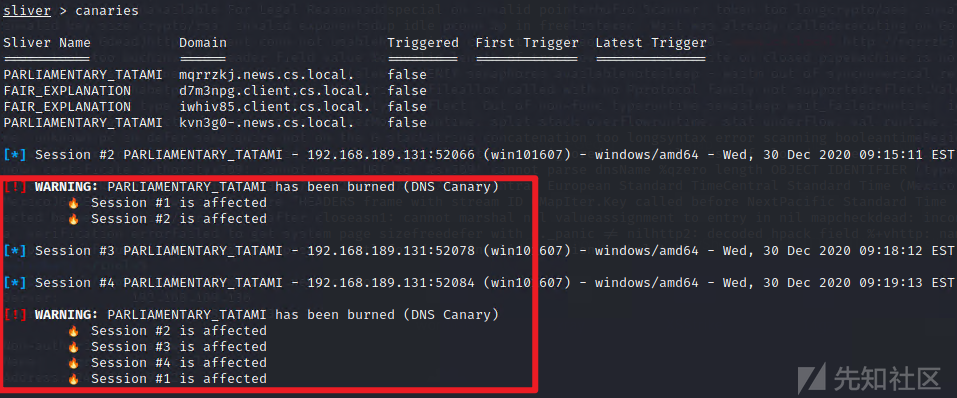 sliver > canaries
Sliver Name Domain Triggered First Trigger Latest Trigger
=========== ====== ========= ============= ==============
PARLIAMENTARY_TATAMI mqrrzkj.news.cs.local. false
FAIR_EXPLANATION d7m3npg.client.cs.local. false
FAIR_EXPLANATION iwhiv85.client.cs.local. false
PARLIAMENTARY_TATAMI kvn3g0-.news.cs.local. false
[*] Session #2 PARLIAMENTARY_TATAMI - 192.168.189.131:52066 (win101607) - windows/amd64 - Wed, 30 Dec 2020 09:15:11 EST
[!] WARNING: PARLIAMENTARY_TATAMI has been burned (DNS Canary)
🔥 Session #1 is affected
🔥 Session #2 is affected
[*] Session #3 PARLIAMENTARY_TATAMI - 192.168.189.131:52078 (win101607) - windows/amd64 - Wed, 30 Dec 2020 09:18:12 EST
[*] Session #4 PARLIAMENTARY_TATAMI - 192.168.189.131:52084 (win101607) - windows/amd64 - Wed, 30 Dec 2020 09:19:13 EST
[!] WARNING: PARLIAMENTARY_TATAMI has been burned (DNS Canary)
🔥 Session #2 is affected
🔥 Session #3 is affected
🔥 Session #4 is affected
🔥 Session #1 is affected
先知社区